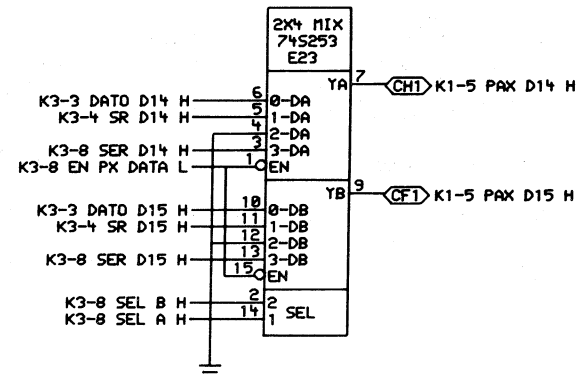 2X4 MIX
74S253
E23
YA 7 CH1 K1-5 PAX D14 H
K3-3 DATO D14 H 6 0-DA
K3-4 SR D14 H 5 1-DA
4 2-DA
K3-8 SER D14 H 3 3-DA
K3-8 EN PX DATA L 1 EN
YB 9 CF1 K1-5 PAX D15 H
K3-3 DATO D15 H 10 0-DB
K3-4 SR D15 H 11 1-DB
12 2-DB
K3-8 SER D15 H 13 3-DB
15 EN
K3-8 SEL B H 2 2
SEL
K3-8 SEL A H 14 1